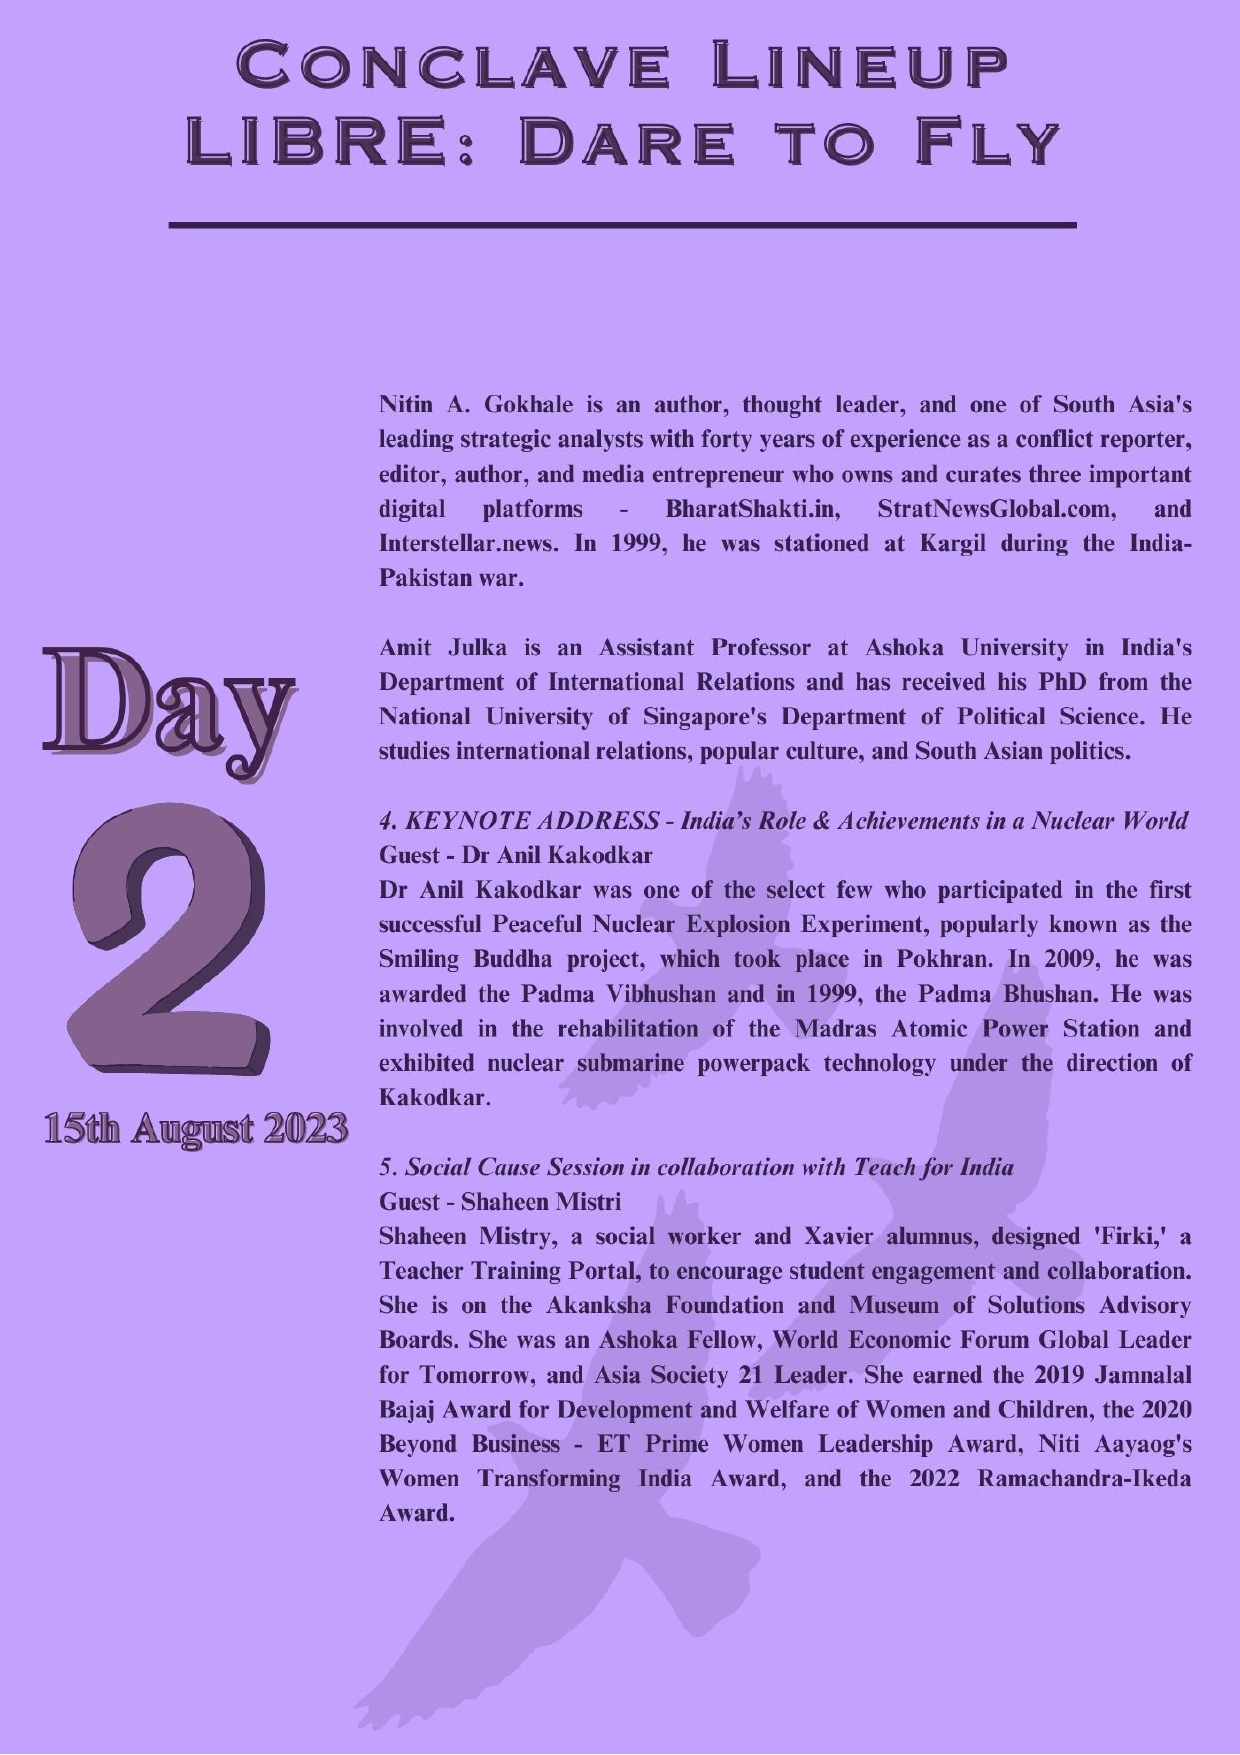 CONCLAVE LINEUP
LIBRE: DARE TO FLY
Nitin A. Gokhale is an author, thought leader, and one of South Asia's
leading strategic analysts with forty years of experience as a conflict reporter,
editor, author, and media entrepreneur who owns and curates three important
digital platforms - BharatShakti.in, StratNewsGlobal.com, and
Interstellar.news. In 1999, he was stationed at Kargil during the India-
Pakistan war.
Amit Julka is an Assistant Professor at Ashoka University in India's
Department of International Relations and has received his PhD from the
National University of Singapore's Department of Political Science. He
studies international relations, popular culture, and South Asian politics.
Day
2
15th August 2023
4. KEYNOTE ADDRESS - India’s Role & Achievements in a Nuclear World
Guest - Dr Anil Kakodkar
Dr Anil Kakodkar was one of the select few who participated in the first
successful Peaceful Nuclear Explosion Experiment, popularly known as the
Smiling Buddha project, which took place in Pokhran. In 2009, he was
awarded the Padma Vibhushan and in 1999, the Padma Bhushan. He was
involved in the rehabilitation of the Madras Atomic Power Station and
exhibited nuclear submarine powerpack technology under the direction of
Kakodkar.
5. Social Cause Session in collaboration with Teach for India
Guest - Shaheen Mistri
Shaheen Mistry, a social worker and Xavier alumnus, designed 'Firki,' a
Teacher Training Portal, to encourage student engagement and collaboration.
She is on the Akanksha Foundation and Museum of Solutions Advisory
Boards. She was an Ashoka Fellow, World Economic Forum Global Leader
for Tomorrow, and Asia Society 21 Leader. She earned the 2019 Jamnalal
Bajaj Award for Development and Welfare of Women and Children, the 2020
Beyond Business - ET Prime Women Leadership Award, Niti Aayaog's
Women Transforming India Award, and the 2022 Ramachandra-Ikeda
Award.